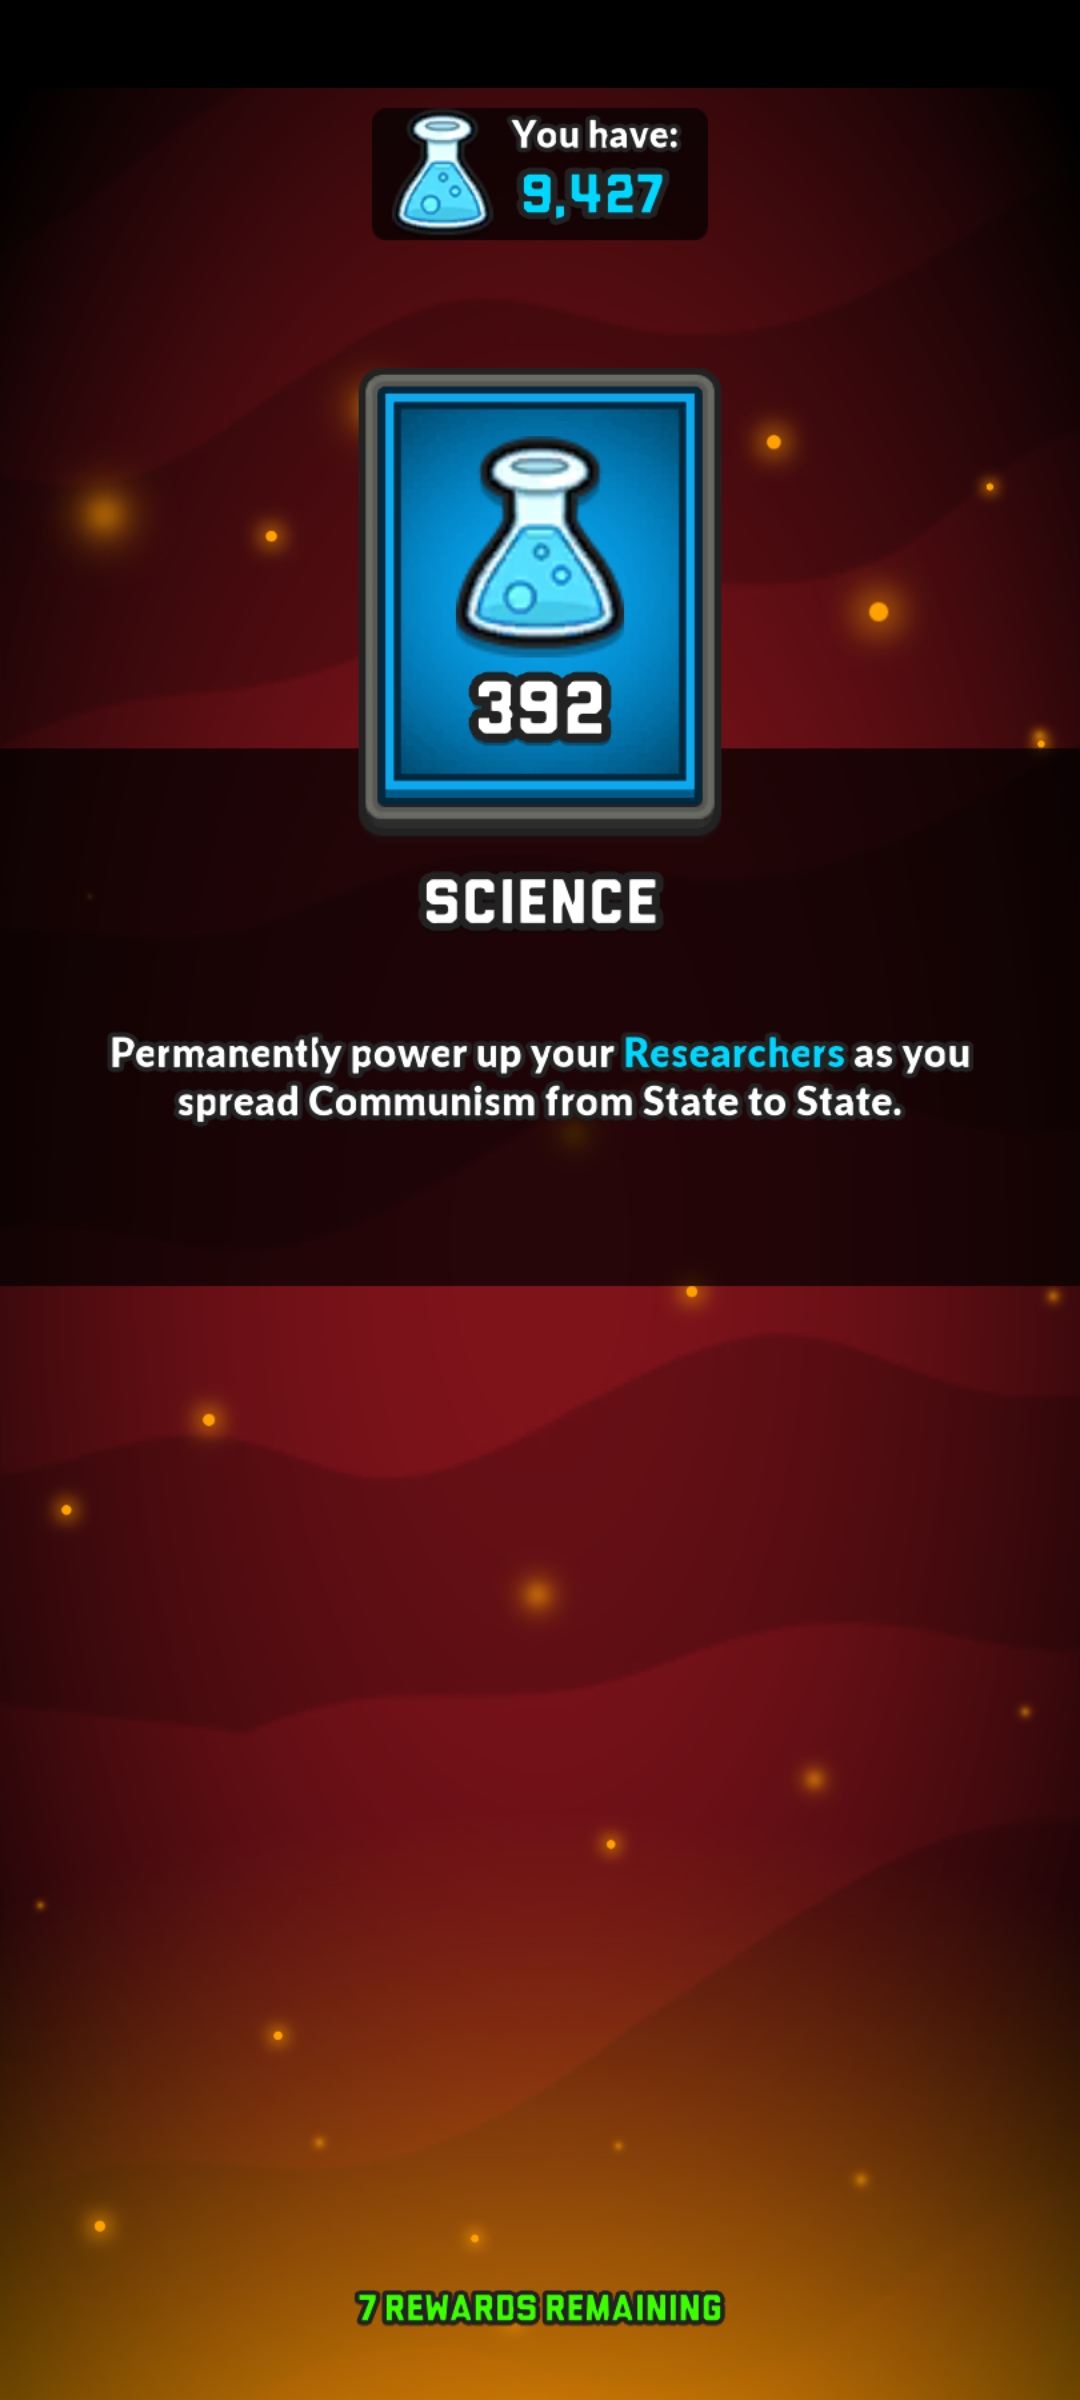 You have:
9,427
392
SCIENCE
Permanently power up your Researchers as you
spread Communism from State to State.
7 REWARDS REMAINING